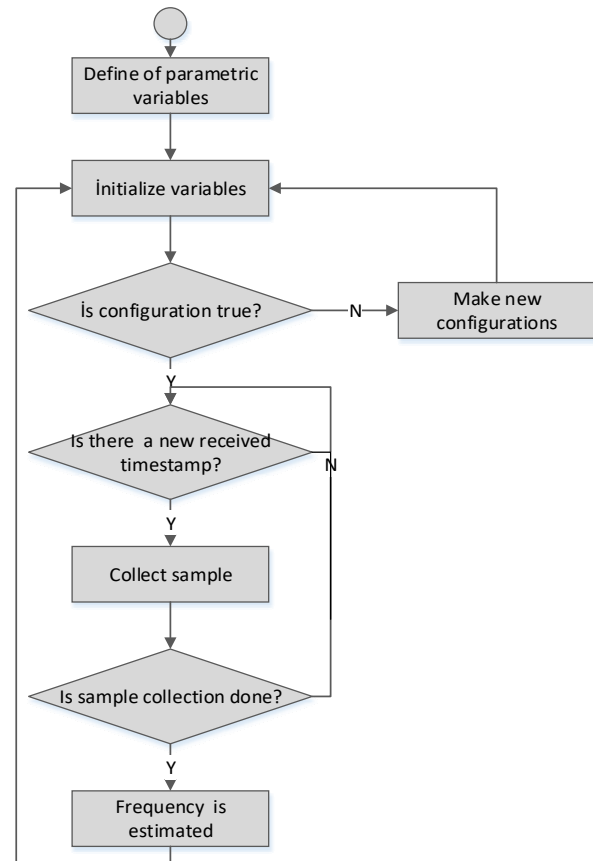 Define of parametric
variables
İnitialize variables
İs configuration true?
N
Make new
configurations
Y
Is there a new received
timestamp?
N
Y
Collect sample
Is sample collection done?
Y
Frequency is
estimated